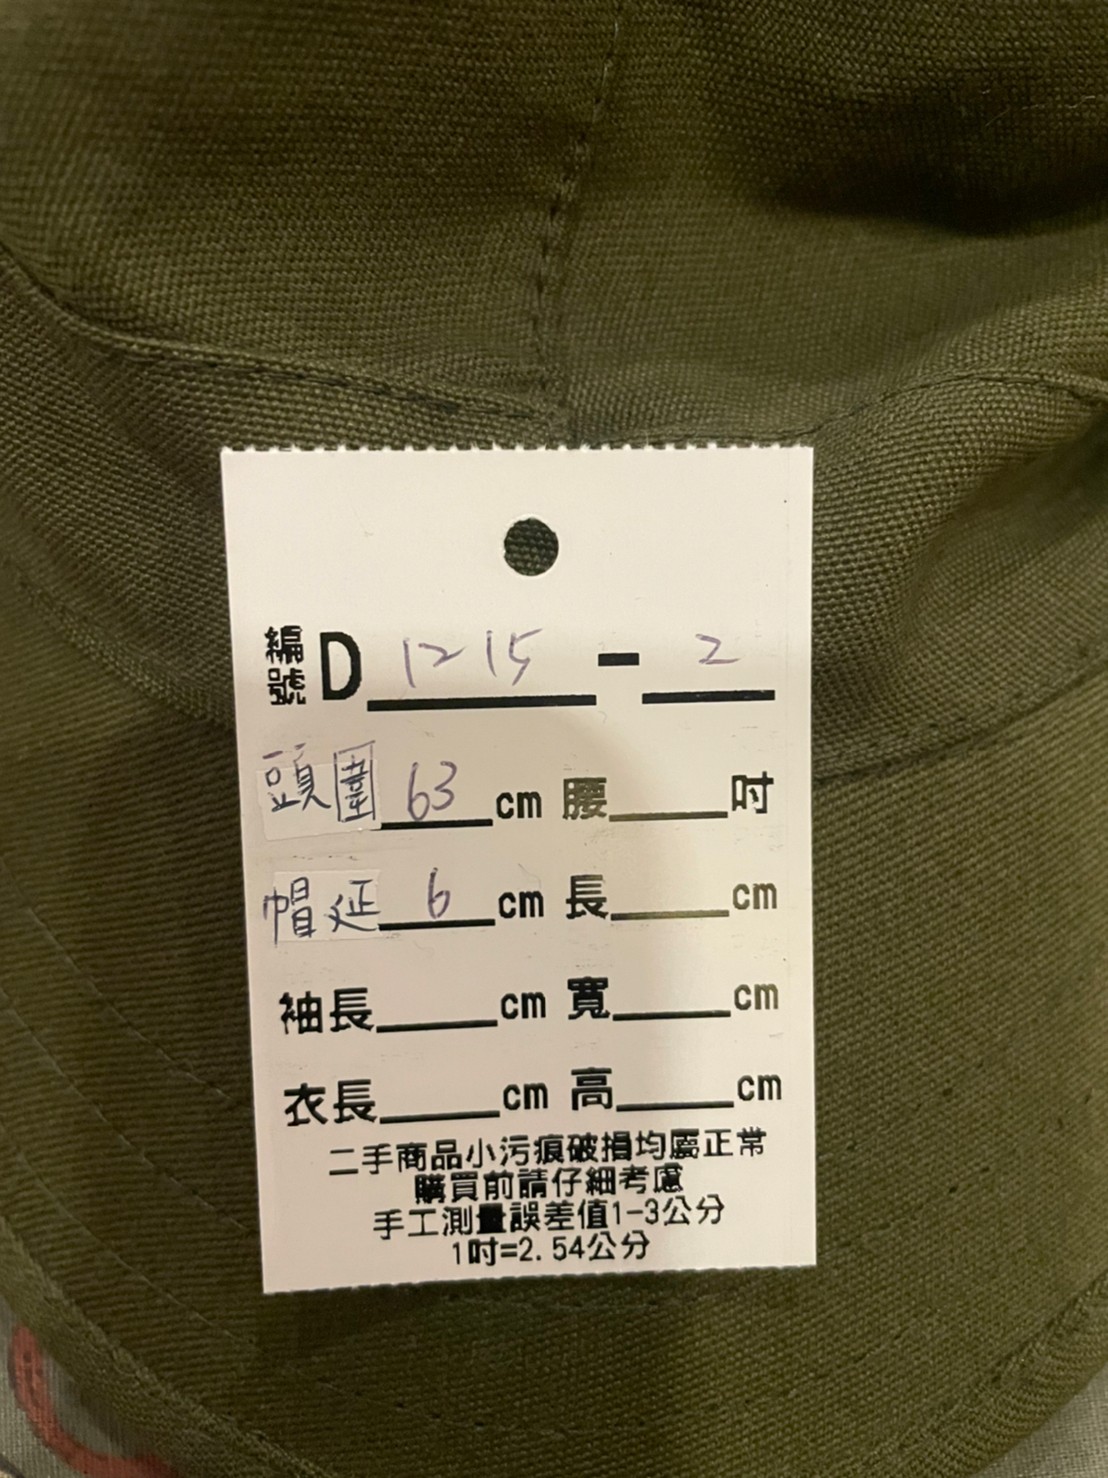 編號 D 1215 - 2
頭圍 63 cm 腰 吋
帽延 6 cm 長 cm
袖長 cm 寬 cm
衣長 cm 高 cm
二手商品小污痕破損均屬正常
購買前請仔細考慮
手工測量誤差值1-3公分
1吋=2.54公分